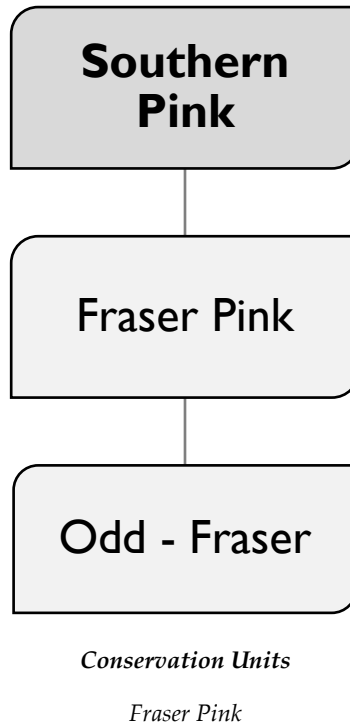 Southern
Pink
Fraser Pink
Odd - Fraser
Conservation Units
Fraser Pink